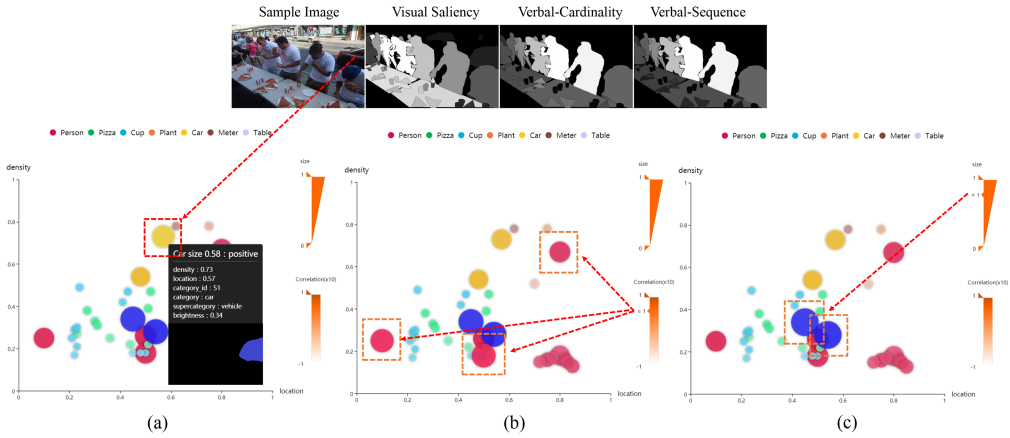 Sample Image Visual Saliency Verbal-Cardinality Verbal-Sequence
Person Pizza Cup Plant Car Meter Table
density
size
1
0
Correlation(x10)
1
-1
1
0.8
0.6
0.4
0.2
0
0 0.2 0.4 0.6 0.8 1
location
Car size 0.58 : positive
density : 0.73
location : 0.57
category_id : 51
category : car
supercategory : vehicle
brightness : 0.34
(a)
Person Pizza Cup Plant Car Meter Table
density
size
1
0
Correlation(x10)
1
= 1
-1
1
0.8
0.6
0.4
0.2
0
0 0.2 0.4 0.6 0.8 1
location
(b)
Person Pizza Cup Plant Car Meter Table
density
size
1
= 1
0
Correlation(x10)
1
-1
1
0.8
0.6
0.4
0.2
0
0 0.2 0.4 0.6 0.8 1
location
(c)